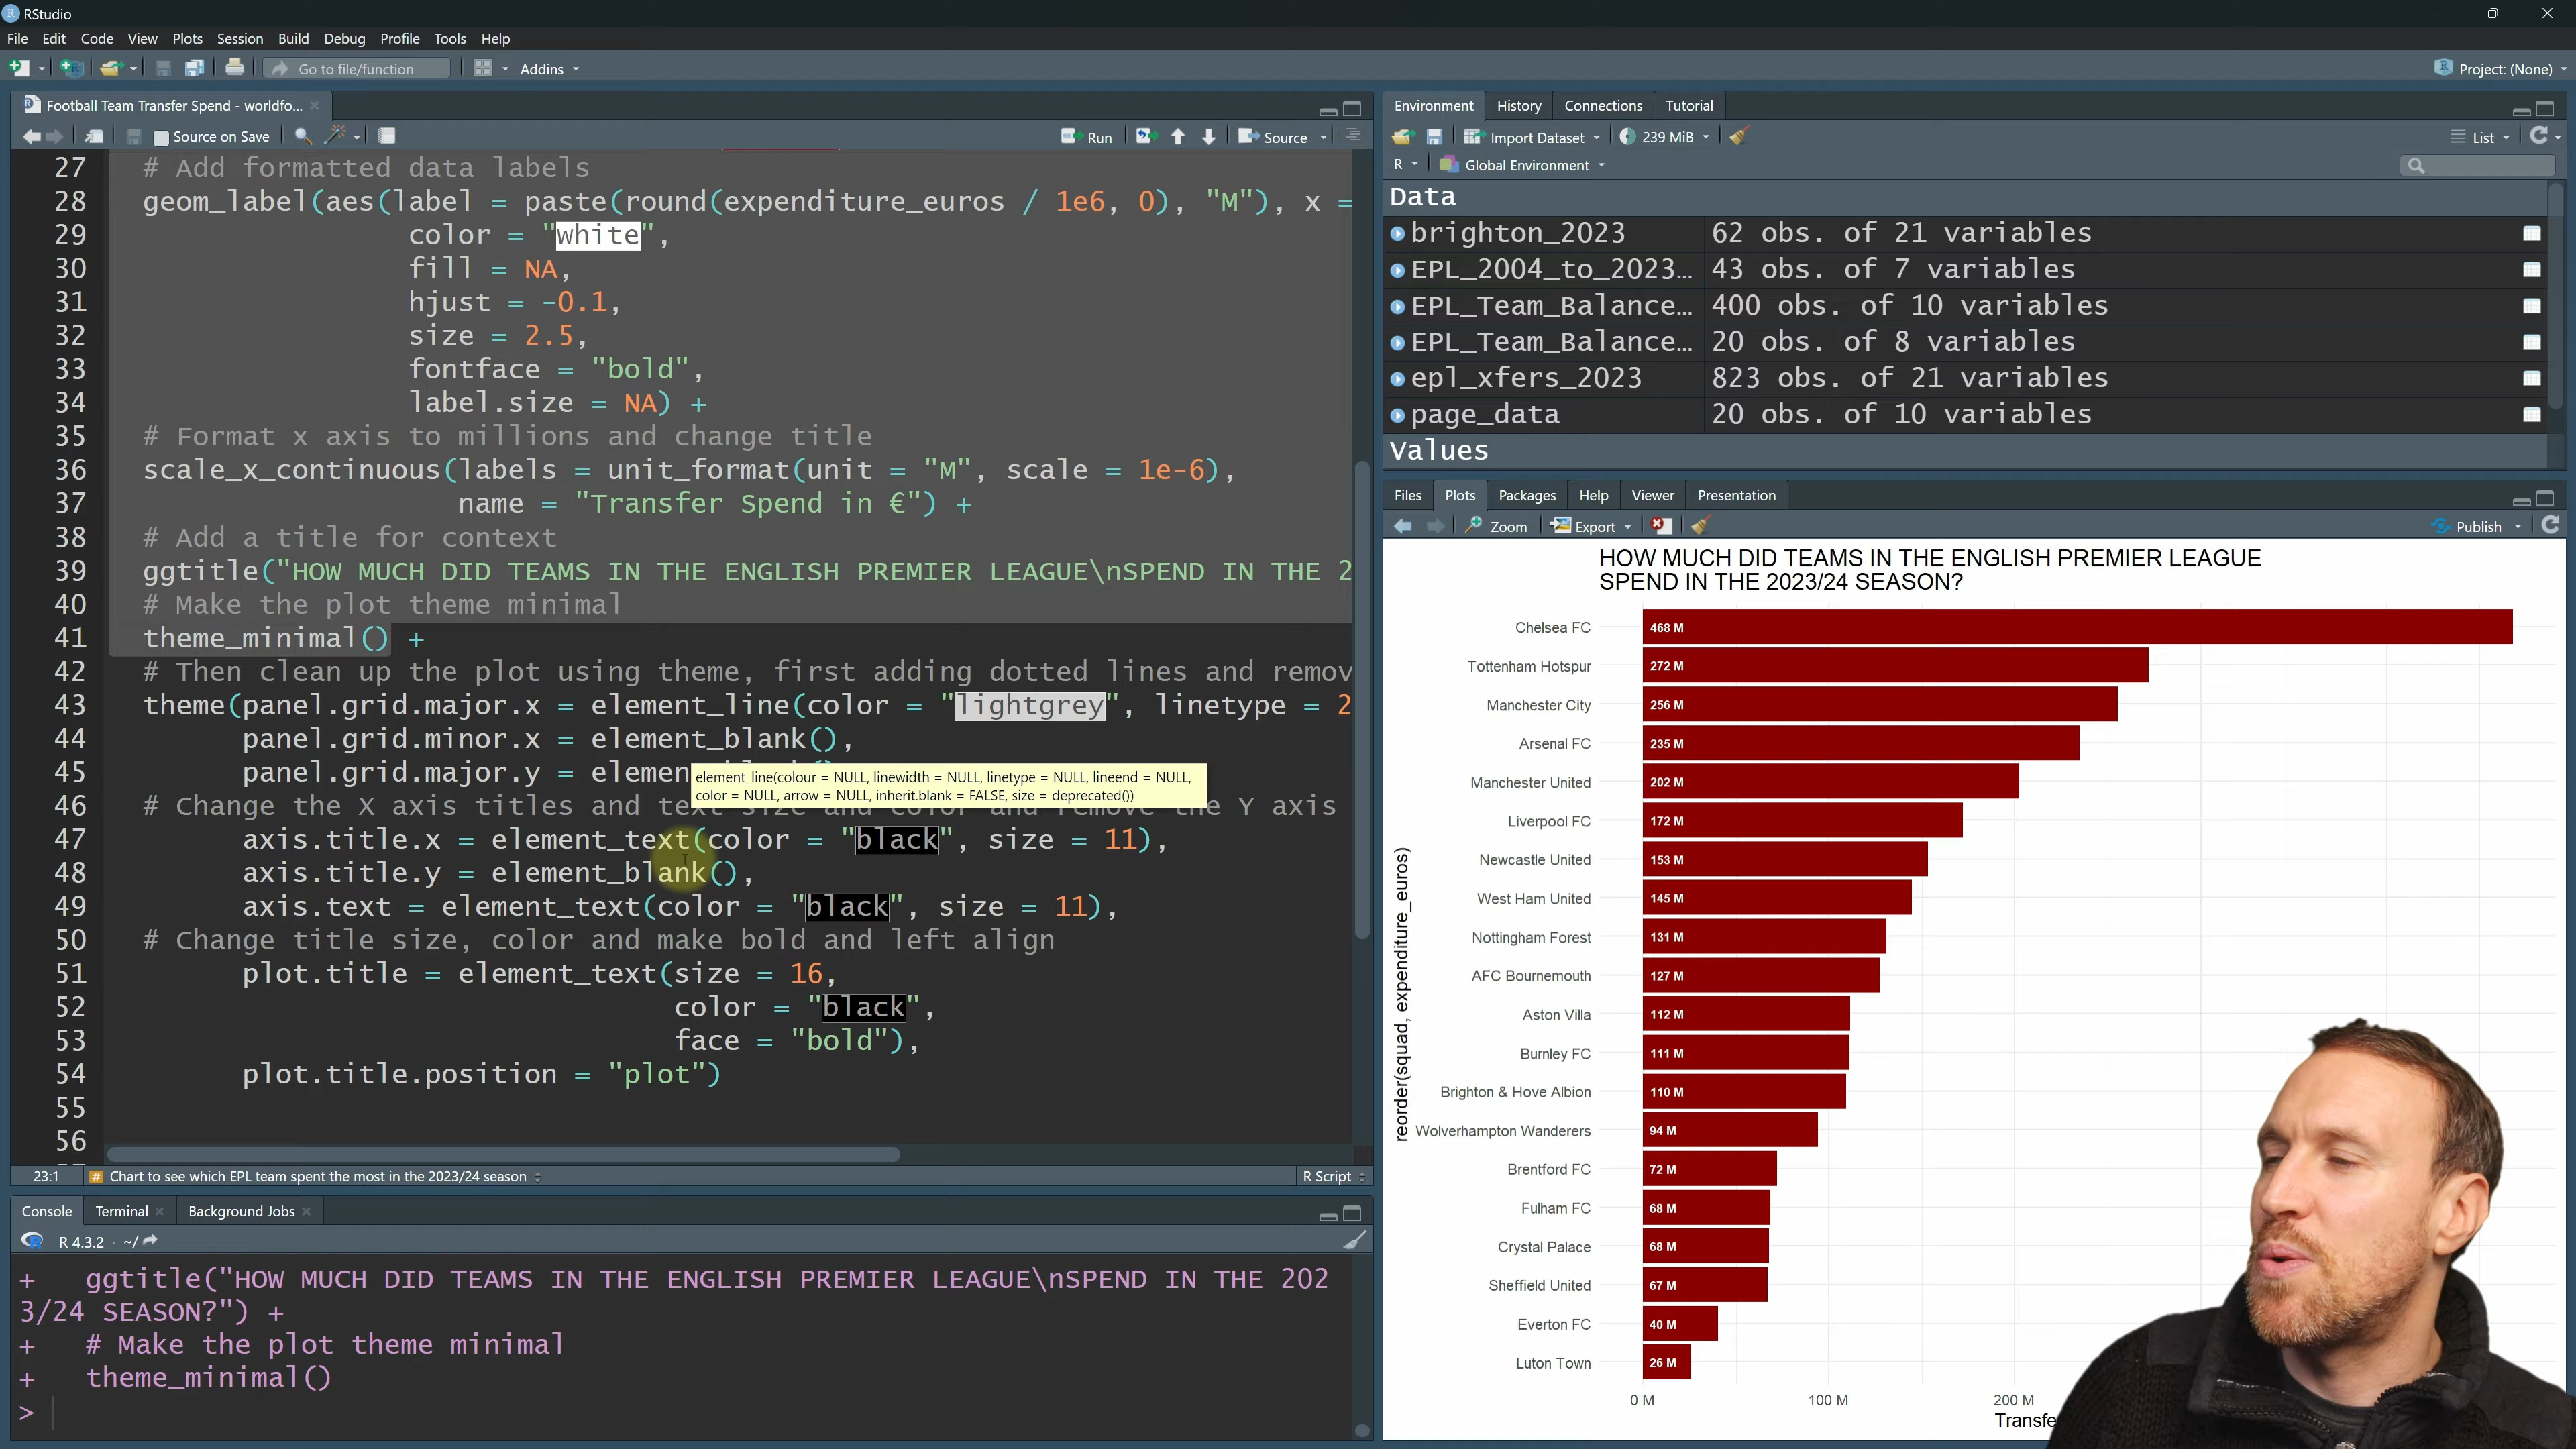 RStudio
File Edit Code View Plots Session Build Debug Profile Tools Help
Go to file/function Addins Project: (None)
Football Team Transfer Spend - worldfo...
Source on Save Run Source
27 # Add formatted data labels
28 geom_label(aes(label = paste(round(expenditure_euros / 1e6, 0), "M"), x =
29 color = "white",
30 fill = NA,
31 hjust = -0.1,
32 size = 2.5,
33 fontface = "bold",
34 label.size = NA) +
35 # Format x axis to millions and change title
36 scale_x_continuous(labels = unit_format(unit = "M", scale = 1e-6),
37 name = "Transfer Spend in €") +
38 # Add a title for context
39 ggtitle("HOW MUCH DID TEAMS IN THE ENGLISH PREMIER LEAGUE\nSPEND IN THE 2
40 # Make the plot theme minimal
41 theme_minimal() +
42 # Then clean up the plot using theme, first adding dotted lines and remov
43 theme(panel.grid.major.x = element_line(color = "lightgrey", linetype = 2
44 panel.grid.minor.x = element_blank(),
45 panel.grid.major.y = elemen
element_line(colour = NULL, linewidth = NULL, linetype = NULL, lineend = NULL,
color = NULL, arrow = NULL, inherit.blank = FALSE, size = deprecated())
46 # Change the X axis titles and text size and color and remove the Y axis
47 axis.title.x = element_text(color = "black", size = 11),
48 axis.title.y = element_blank(),
49 axis.text = element_text(color = "black", size = 11),
50 # Change title size, color and make bold and left align
51 plot.title = element_text(size = 16,
52 color = "black",
53 face = "bold"),
54 plot.title.position = "plot")
55
56
23:1 # Chart to see which EPL team spent the most in the 2023/24 season R Script
Console Terminal Background Jobs
R 4.3.2 · ~/
+ ggtitle("HOW MUCH DID TEAMS IN THE ENGLISH PREMIER LEAGUE\nSPEND IN THE 202
3/24 SEASON?") +
+ # Make the plot theme minimal
+ theme_minimal()
>
Environment History Connections Tutorial
Import Dataset 239 MiB List
R Global Environment
Data
brighton_2023 62 obs. of 21 variables
EPL_2004_to_2023... 43 obs. of 7 variables
EPL_Team_Balance... 400 obs. of 10 variables
EPL_Team_Balance... 20 obs. of 8 variables
epl_xfers_2023 823 obs. of 21 variables
page_data 20 obs. of 10 variables
Values
Files Plots Packages Help Viewer Presentation
Zoom Export Publish
HOW MUCH DID TEAMS IN THE ENGLISH PREMIER LEAGUE
SPEND IN THE 2023/24 SEASON?
reorder(squad, expenditure_euros)
Chelsea FC 468 M
Tottenham Hotspur 272 M
Manchester City 256 M
Arsenal FC 235 M
Manchester United 202 M
Liverpool FC 172 M
Newcastle United 153 M
West Ham United 145 M
Nottingham Forest 131 M
AFC Bournemouth 127 M
Aston Villa 112 M
Burnley FC 111 M
Brighton & Hove Albion 110 M
Wolverhampton Wanderers 94 M
Brentford FC 72 M
Fulham FC 68 M
Crystal Palace 68 M
Sheffield United 67 M
Everton FC 40 M
Luton Town 26 M
0 M 100 M 200 M
Transfe